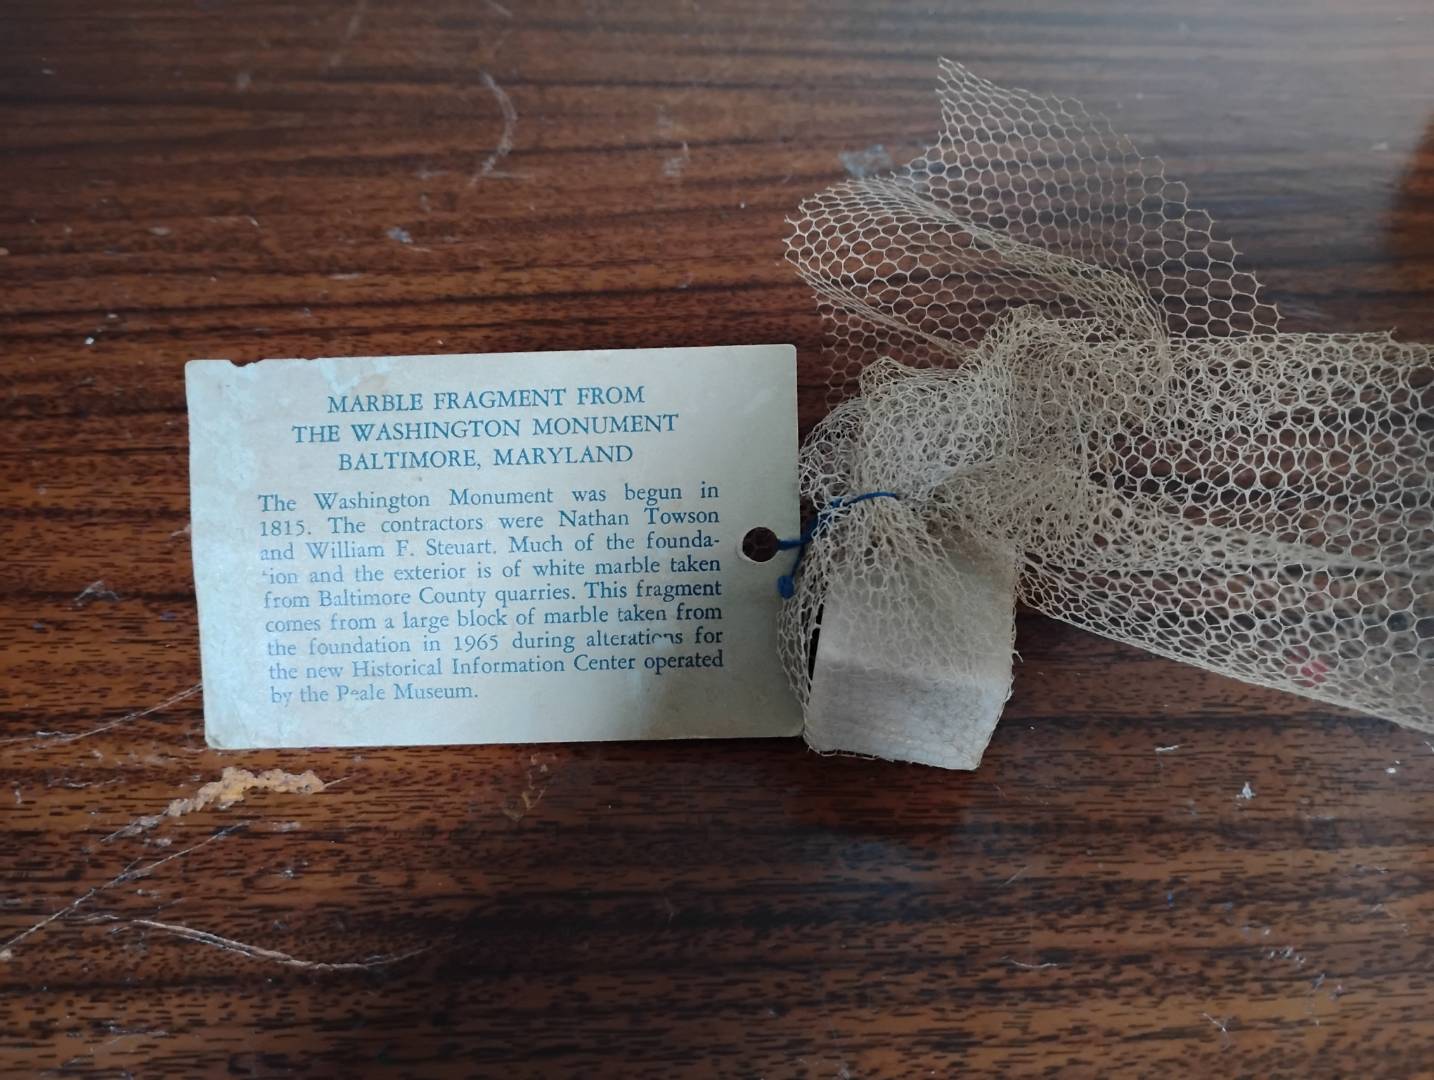 MARBLE FRAGMENT FROM
THE WASHINGTON MONUMENT
BALTIMORE, MARYLAND
The Washington Monument was begun in
1815. The contractors were Nathan Towson
and William F. Steuart. Much of the founda-
tion and the exterior is of white marble taken
from Baltimore County quarries. This fragment
comes from a large block of marble taken from
the foundation in 1965 during alterations for
the new Historical Information Center operated
by the Peale Museum.